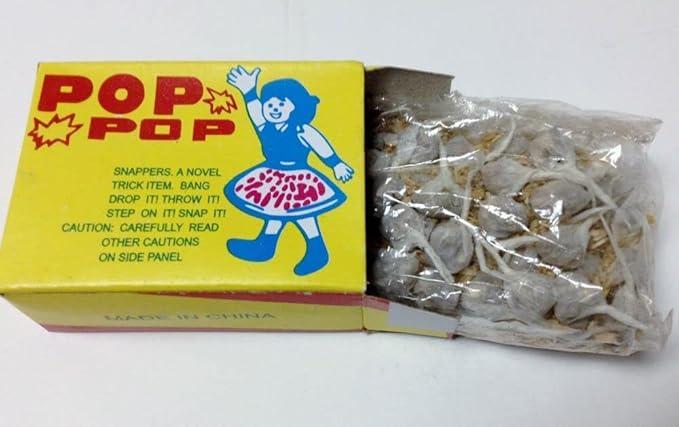 POP
POP
SNAPPERS. A NOVEL
TRICK ITEM. BANG
DROP IT! THROW IT!
STEP ON IT! SNAP IT!
CAUTION: CAREFULLY READ
OTHER CAUTIONS
ON SIDE PANEL
MADE IN CHINA